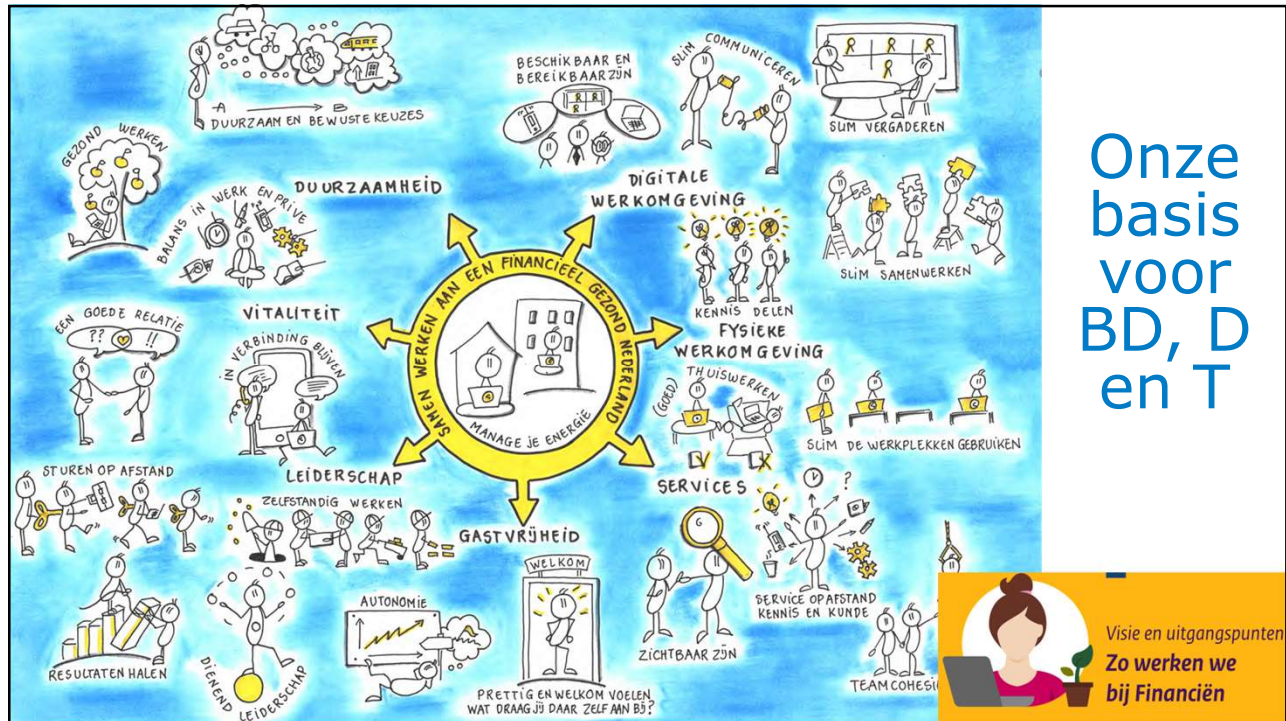 A B
DUURZAAM EN BEWUSTE KEUZES
BESCHIKBAAR EN
BEREIKBAAR ZIJN
SLIM COMMUNICEREN
SLIM VERGADEREN
GEZOND WERKEN
BALANS IN WERK EN PRIVE
DUURZAAMHEID
DIGITALE
WERKOMGEVING
SLIM SAMENWERKEN
KENNIS DELEN
EEN GOEDE RELATIE
?? !!
VITALITEIT
IN VERBINDING BLIJVEN
SAMEN WERKEN AAN EEN FINANCIEEL GEZOND NEDERLAND
MANAGE JE ENERGIE
FYSIEKE
WERKOMGEVING
(GOED) THUISWERKEN
SLIM DE WERKPLEKKEN GEBRUIKEN
STUREN OP AFSTAND
LEIDERSCHAP
ZELFSTANDIG WERKEN
SERVICES
GASTVRIJHEID
WELKOM
AUTONOMIE
?
SERVICE OP AFSTAND
KENNIS EN KUNDE
RESULTATEN HALEN
DIENEND LEIDERSCHAP
PRETTIG EN WELKOM VOELEN
WAT DRAAG JIJ DAAR ZELF AAN BIJ?
ZICHTBAAR ZIJN
Onze
basis
voor
BD, D
en T
Visie en uitgangspunten
Zo werken we
bij Financiën